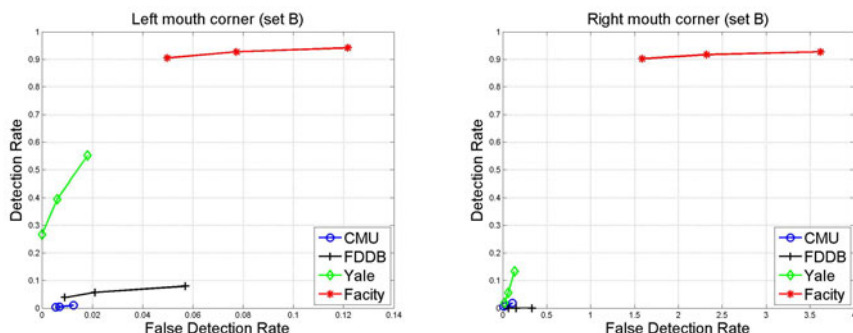 Left mouth corner (set B)
1
0.9
0.8
0.7
0.6
0.5
0.4
0.3
0.2
0.1
0
Detection Rate
CMU
FDDB
Yale
Facity
0 0.02 0.04 0.06 0.08 0.1 0.12 0.14
False Detection Rate
Right mouth corner (set B)
1
0.9
0.8
0.7
0.6
0.5
0.4
0.3
0.2
0.1
0
Detection Rate
CMU
FDDB
Yale
Facity
0 0.5 1 1.5 2 2.5 3 3.5 4
False Detection Rate